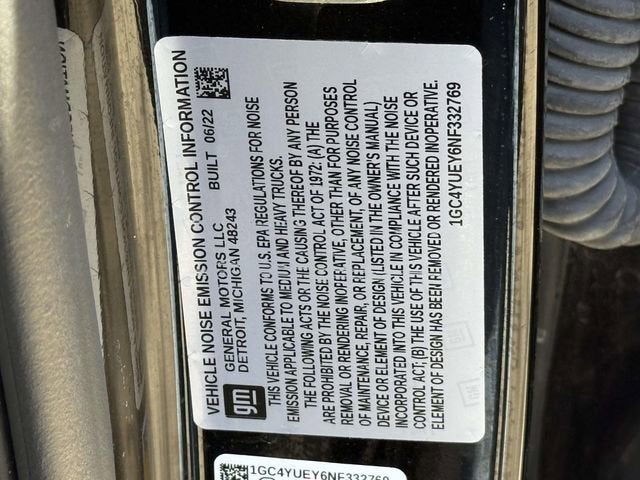 VEHICLE NOISE EMISSION CONTROL INFORMATION
GENERAL MOTORS LLC BUILT 06/22
DETROIT, MICHIGAN 48243
gm
THIS VEHICLE CONFORMS TO U.S. EPA REGULATIONS FOR NOISE
EMISSION APPLICABLE TO MEDIUM AND HEAVY TRUCKS.
THE FOLLOWING ACTS OR THE CAUSING THEREOF BY ANY PERSON
ARE PROHIBITED BY THE NOISE CONTROL ACT OF 1972: (A) THE
REMOVAL OR RENDERING INOPERATIVE, OTHER THAN FOR PURPOSES
OF MAINTENANCE, REPAIR, OR REPLACEMENT, OF ANY NOISE CONTROL
DEVICE OR ELEMENT OF DESIGN (LISTED IN THE OWNER'S MANUAL)
INCORPORATED INTO THIS VEHICLE IN COMPLIANCE WITH THE NOISE
CONTROL ACT; (B) THE USE OF THIS VEHICLE AFTER SUCH DEVICE OR
ELEMENT OF DESIGN HAS BEEN REMOVED OR RENDERED INOPERATIVE.
1GC4YUEY6NF332769
1GC4YUEY6NF332769